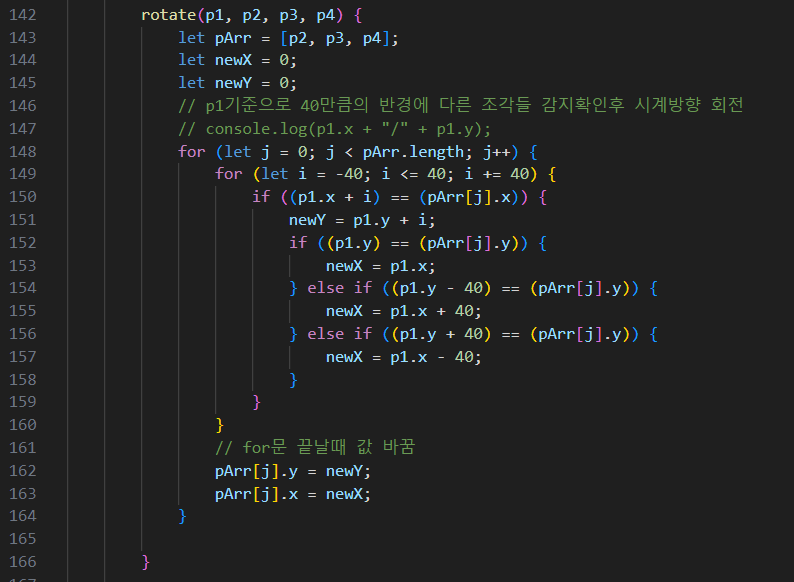 142 rotate(p1, p2, p3, p4) {
143 let pArr = [p2, p3, p4];
144 let newX = 0;
145 let newY = 0;
146 // p1기준으로 40만큼의 반경에 다른 조각들 감지확인후 시계방향 회전
147 // console.log(p1.x + "/" + p1.y);
148 for (let j = 0; j < pArr.length; j++) {
149 for (let i = -40; i <= 40; i += 40) {
150 if ((p1.x + i) == (pArr[j].x)) {
151 newY = p1.y + i;
152 if ((p1.y) == (pArr[j].y)) {
153 newX = p1.x;
154 } else if ((p1.y - 40) == (pArr[j].y)) {
155 newX = p1.x + 40;
156 } else if ((p1.y + 40) == (pArr[j].y)) {
157 newX = p1.x - 40;
158 }
159 }
160 }
161 // for문 끝날때 값 바꿈
162 pArr[j].y = newY;
163 pArr[j].x = newX;
164 }
165
166 }